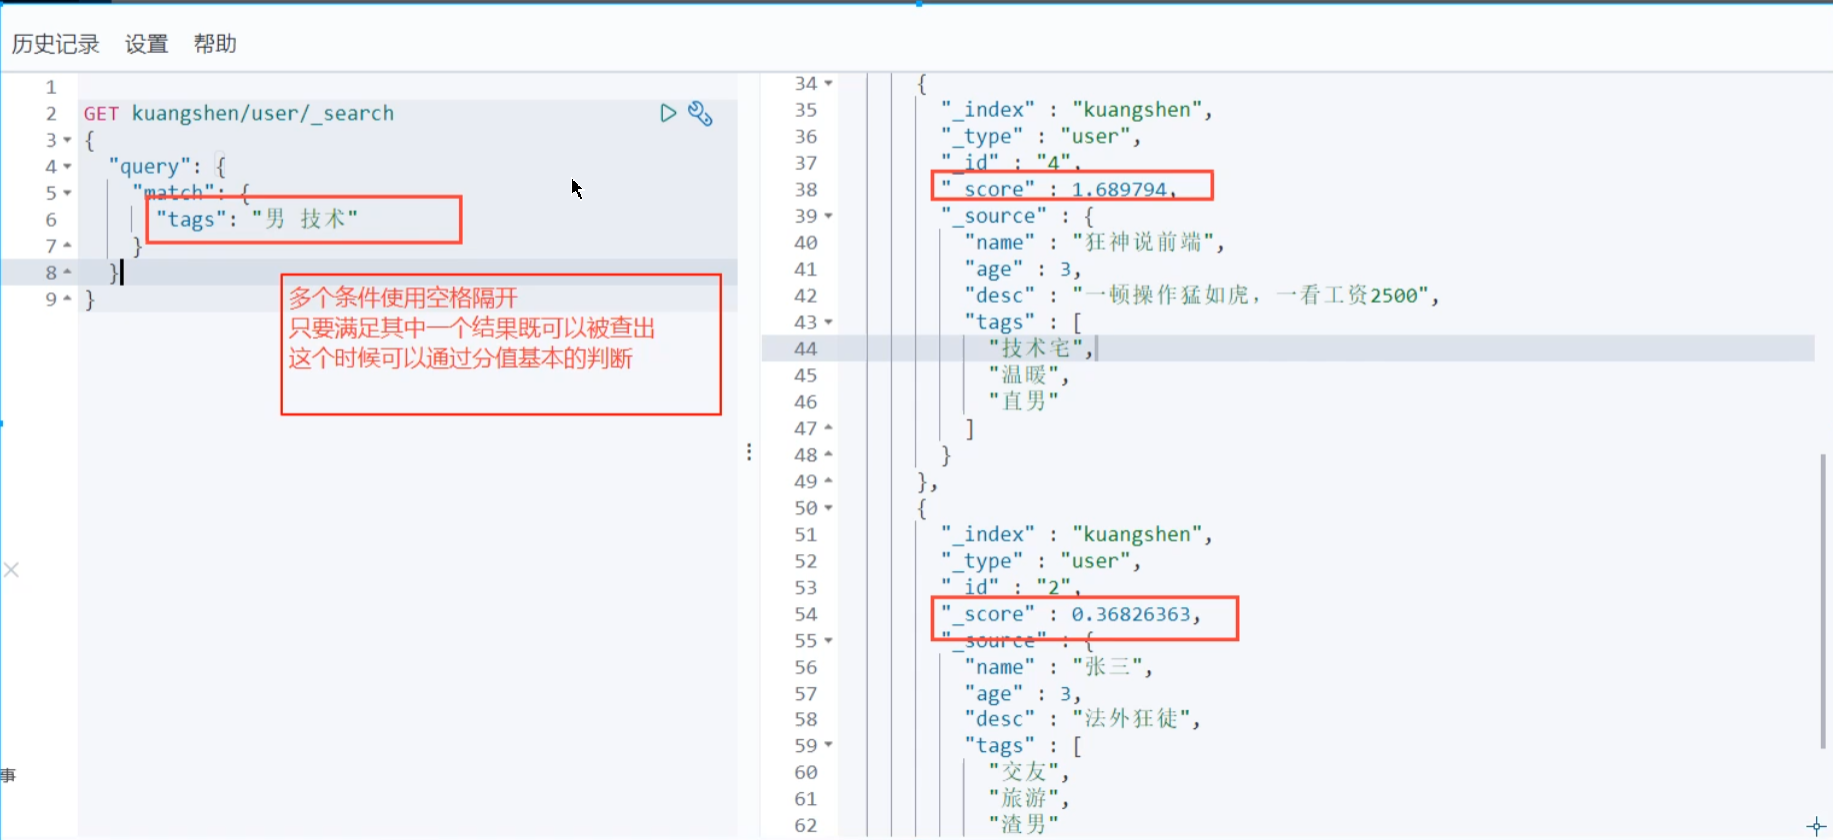 历史记录 设置 帮助
1
2 GET kuangshen/user/_search
3 {
4 "query": {
5 "match": {
6 "tags": "男 技术"
7 }
8 }
9 }
多个条件使用空格隔开
只要满足其中一个结果既可以被查出
这个时候可以通过分值基本的判断
事
34 {
35 "_index" : "kuangshen",
36 "_type" : "user",
37 "_id" : "4",
38 "_score" : 1.689794,
39 "_source" : {
40 "name" : "狂神说前端",
41 "age" : 3,
42 "desc" : "一顿操作猛如虎，一看工资2500",
43 "tags" : [
44 "技术宅",
45 "温暖",
46 "直男"
47 ]
48 }
49 },
50 {
51 "_index" : "kuangshen",
52 "_type" : "user",
53 "_id" : "2",
54 "_score" : 0.36826363,
55 "_source" : {
56 "name" : "张三",
57 "age" : 3,
58 "desc" : "法外狂徒",
59 "tags" : [
60 "交友",
61 "旅游",
62 "渣男"